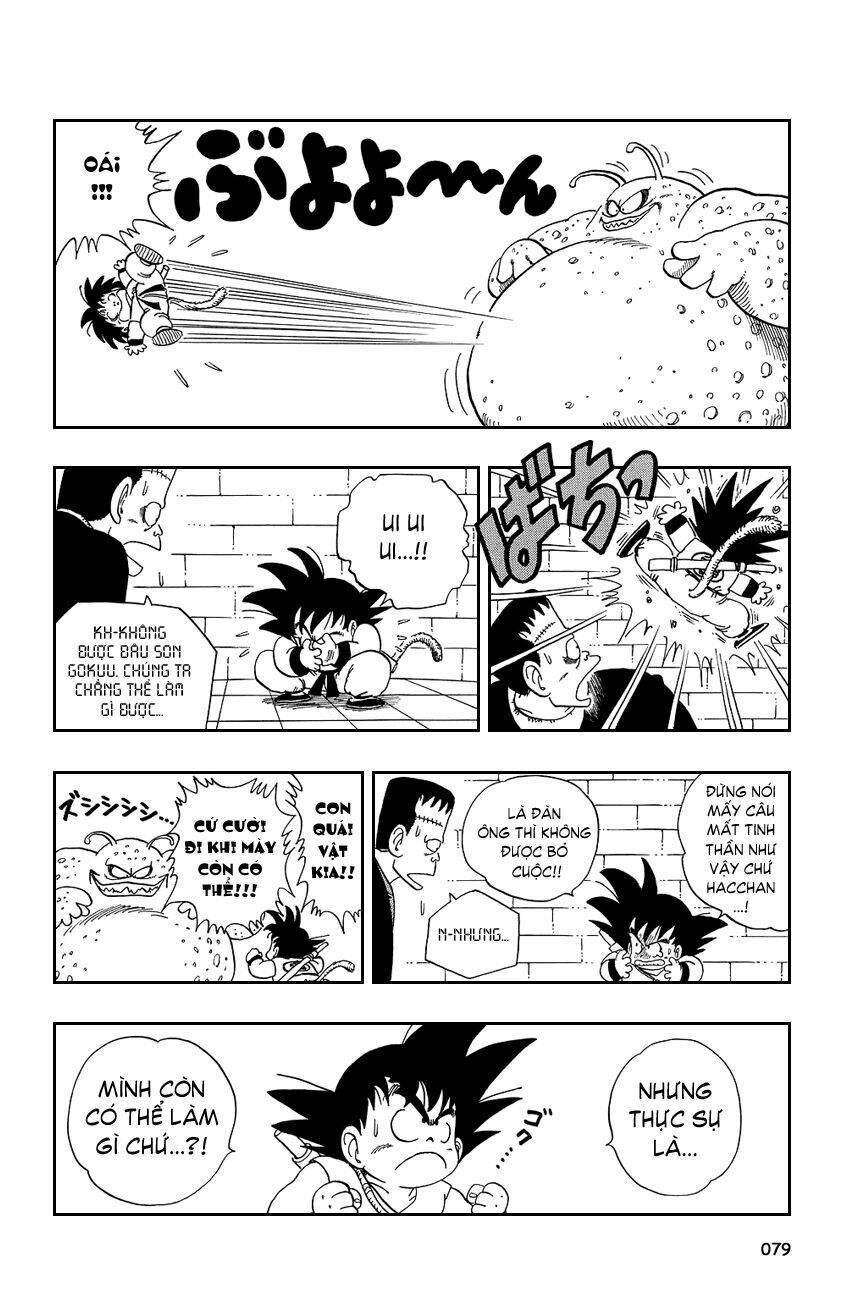 OÁI
!!!
ぶよよ〜〜ん
ばちっ
UI UI
UI...!!
KH-KHÔNG
ĐƯỢC ĐÂU SON
GOKUU. CHÚNG TA
CHẲNG THỂ LÀM
GÌ ĐƯỢC...
ĐỪNG NÓI
MẤY CÂU
MẤT TINH
THẦN NHƯ
VẬY CHỨ
HACCHAN
...!
LÀ ĐÀN
ÔNG THÌ KHÔNG
ĐƯỢC BỎ
CUỘC!!
N-NHƯNG...
CON
QUÁI
VẬT
KIA!!
CỨ CƯỜI
ĐI KHI MÀY
CÒN CÓ
THỂ!!!
ズシシシシ...
NHƯNG
THỰC SỰ
LÀ...
ゴク...
MÌNH CÒN
CÓ THỂ LÀM
GÌ CHỨ...?!
079